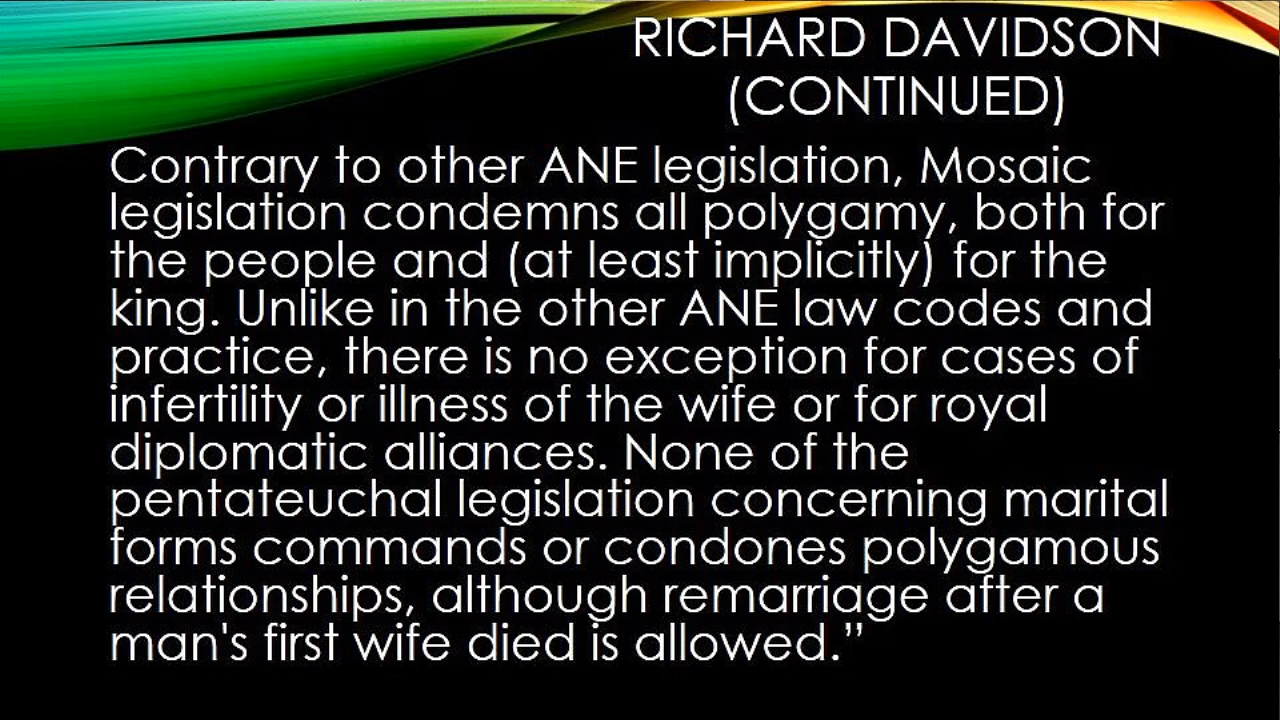 RICHARD DAVIDSON
(CONTINUED)
Contrary to other ANE legislation, Mosaic
legislation condemns all polygamy, both for
the people and (at least implicitly) for the
king. Unlike in the other ANE law codes and
practice, there is no exception for cases of
infertility or illness of the wife or for royal
diplomatic alliances. None of the
pentateuchal legislation concerning marital
forms commands or condones polygamous
relationships, although remarriage after a
man's first wife died is allowed.”